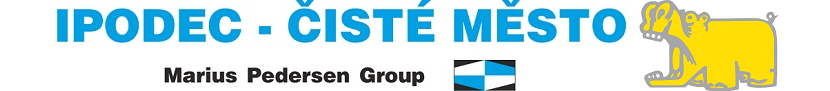 IPODEC - ČISTÉ MĚSTO
Marius Pedersen Group